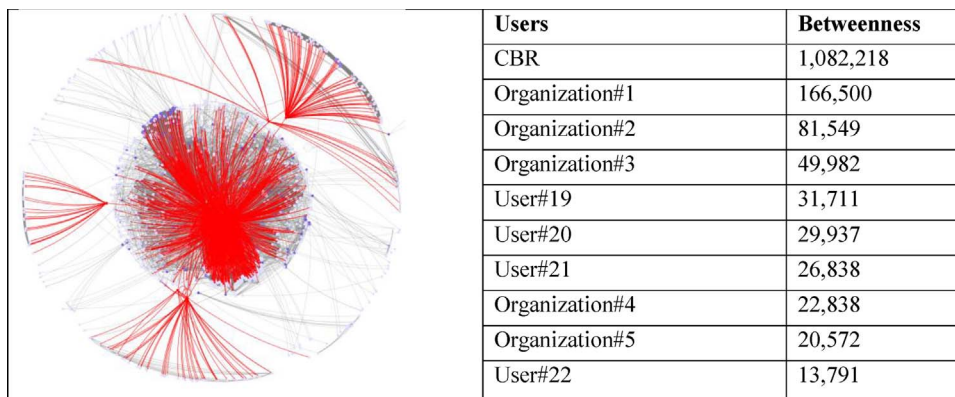 Users Betweenness
CBR 1,082,218
Organization#1 166,500
Organization#2 81,549
Organization#3 49,982
User#19 31,711
User#20 29,937
User#21 26,838
Organization#4 22,838
Organization#5 20,572
User#22 13,791